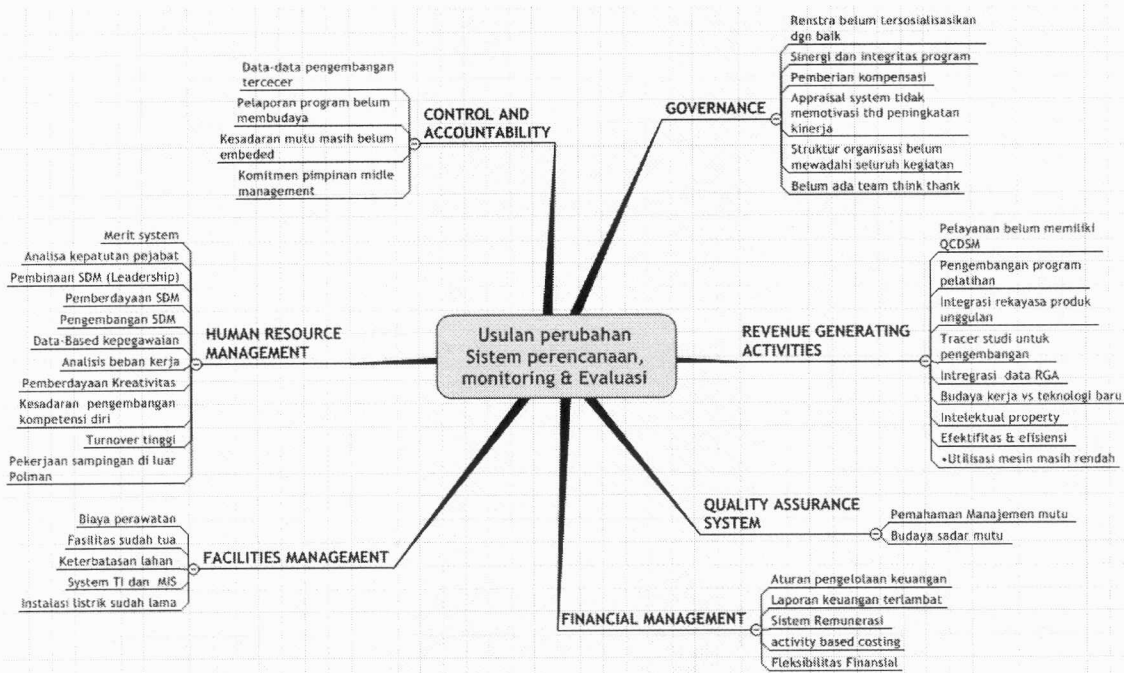 Renstra belum tersosialisasikan
dgn baik
Sinergi dan integritas program
Pemberian kompensasi
Appraisal system tidak
memotivasi thd peningkatan
kinerja
Struktur organisasi belum
mewadahi seluruh kegiatan
Belum ada team think thank
GOVERNANCE
Data-data pengembangan
tercecer
Pelaporan program belum
membudaya
Kesadaran mutu masih belum
embeded
Komitmen pimpinan midle
management
CONTROL AND
ACCOUNTABILITY
Merit system
Analisa kepatutan pejabat
Pembinaan SDM (Leadership)
Pemberdayaan SDM
Pengembangan SDM
Data-Based kepegawaian
Analisis beban kerja
Pemberdayaan Kreativitas
Kesadaran pengembangan
kompetensi diri
Turnover tinggi
Pekerjaan sampingan di luar
Polman
HUMAN RESOURCE
MANAGEMENT
Usulan perubahan
Sistem perencanaan,
monitoring & Evaluasi
REVENUE GENERATING
ACTIVITIES
Pelayanan belum memiliki
QCDSM
Pengembangan program
pelatihan
Integrasi rekayasa produk
unggulan
Tracer studi untuk
pengembangan
Intregrasi data RGA
Budaya kerja vs teknologi baru
Intelektual property
Efektifitas & efisiensi
•Utilisasi mesin masih rendah
QUALITY ASSURANCE
SYSTEM
Pemahaman Manajemen mutu
Budaya sadar mutu
Biaya perawatan
Fasilitas sudah tua
Keterbatasan lahan
System TI dan MIS
Instalasi listrik sudah lama
FACILITIES MANAGEMENT
FINANCIAL MANAGEMENT
Aturan pengelolaan keuangan
Laporan keuangan terlambat
Sistem Remunerasi
activity based costing
Fleksibilitas Finansial